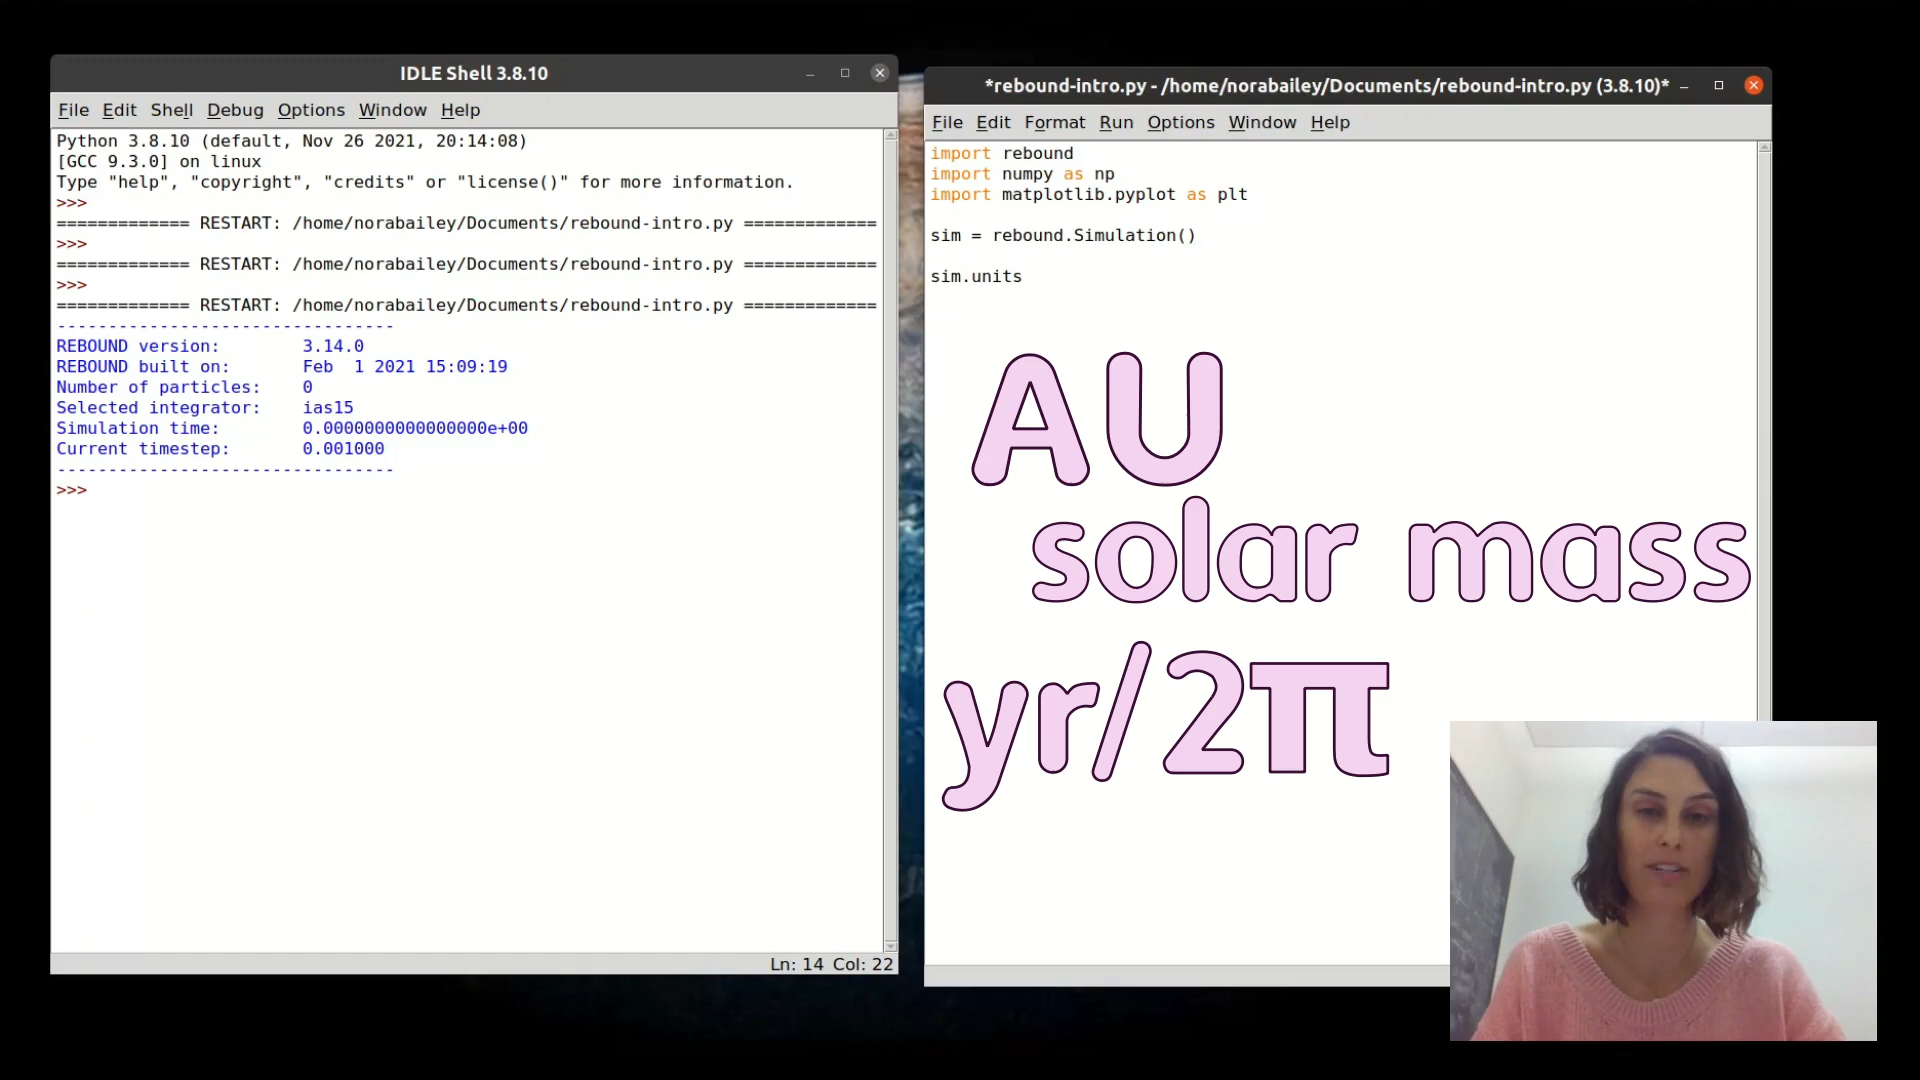 IDLE Shell 3.8.10
File Edit Shell Debug Options Window Help
Python 3.8.10 (default, Nov 26 2021, 20:14:08)
[GCC 9.3.0] on linux
Type "help", "copyright", "credits" or "license()" for more information.
>>>
============= RESTART: /home/norabailey/Documents/rebound-intro.py =============
>>>
============= RESTART: /home/norabailey/Documents/rebound-intro.py =============
>>>
============= RESTART: /home/norabailey/Documents/rebound-intro.py =============
---------------------------------
REBOUND version: 3.14.0
REBOUND built on: Feb  1 2021 15:09:19
Number of particles: 0
Selected integrator: ias15
Simulation time: 0.0000000000000000e+00
Current timestep: 0.001000
---------------------------------
>>>
Ln: 14 Col: 22
*rebound-intro.py - /home/norabailey/Documents/rebound-intro.py (3.8.10)*
File Edit Format Run Options Window Help
import rebound
import numpy as np
import matplotlib.pyplot as plt
sim = rebound.Simulation()
sim.units
AU
solar mass
yr/2π